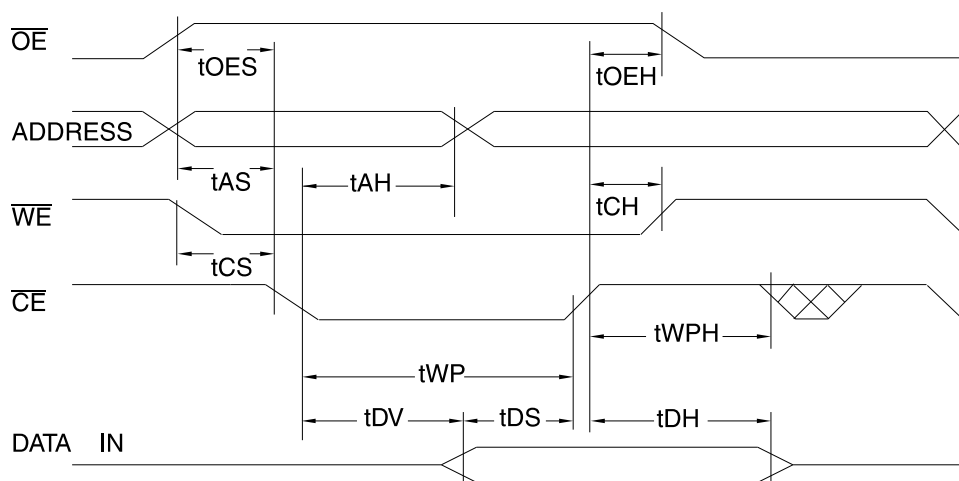 OE
tOES
tOEH
ADDRESS
tAS
tAH
tCH
WE
tCS
CE
tWPH
tWP
tDV
tDS
tDH
DATA IN